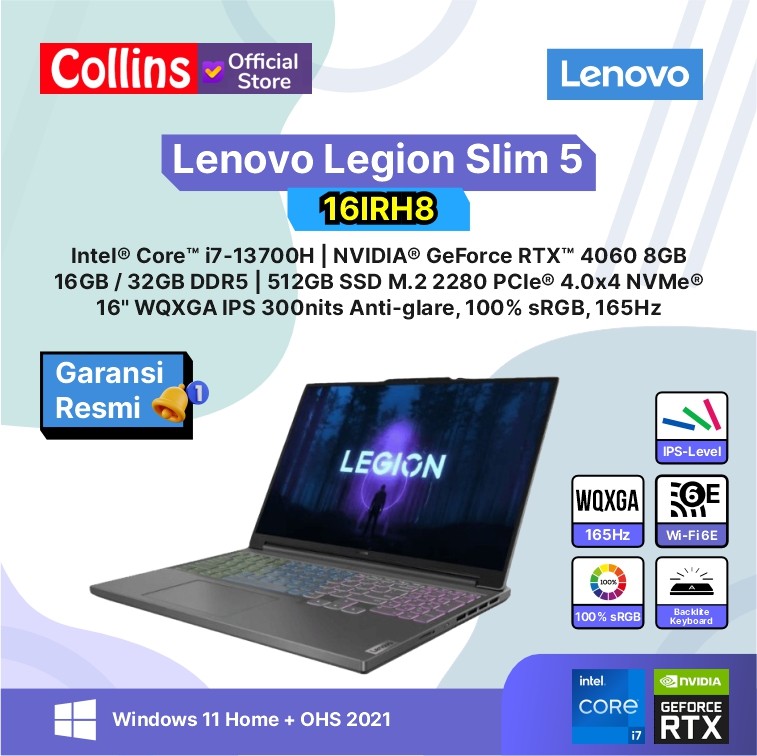 Collins Official Store
Lenovo
Lenovo Legion Slim 5
16IRH8
Intel® Core™ i7-13700H | NVIDIA® GeForce RTX™ 4060 8GB
16GB / 32GB DDR5 | 512GB SSD M.2 2280 PCIe® 4.0x4 NVMe®
16" WQXGA IPS 300nits Anti-glare, 100% sRGB, 165Hz
Garansi
Resmi
1
LEGION
IPS-Level
WQXGA
165Hz
6E
Wi-Fi 6E
100%
100% sRGB
Backlite
Keyboard
Windows 11 Home + OHS 2021
intel
CORE
i7
NVIDIA
GEFORCE
RTX